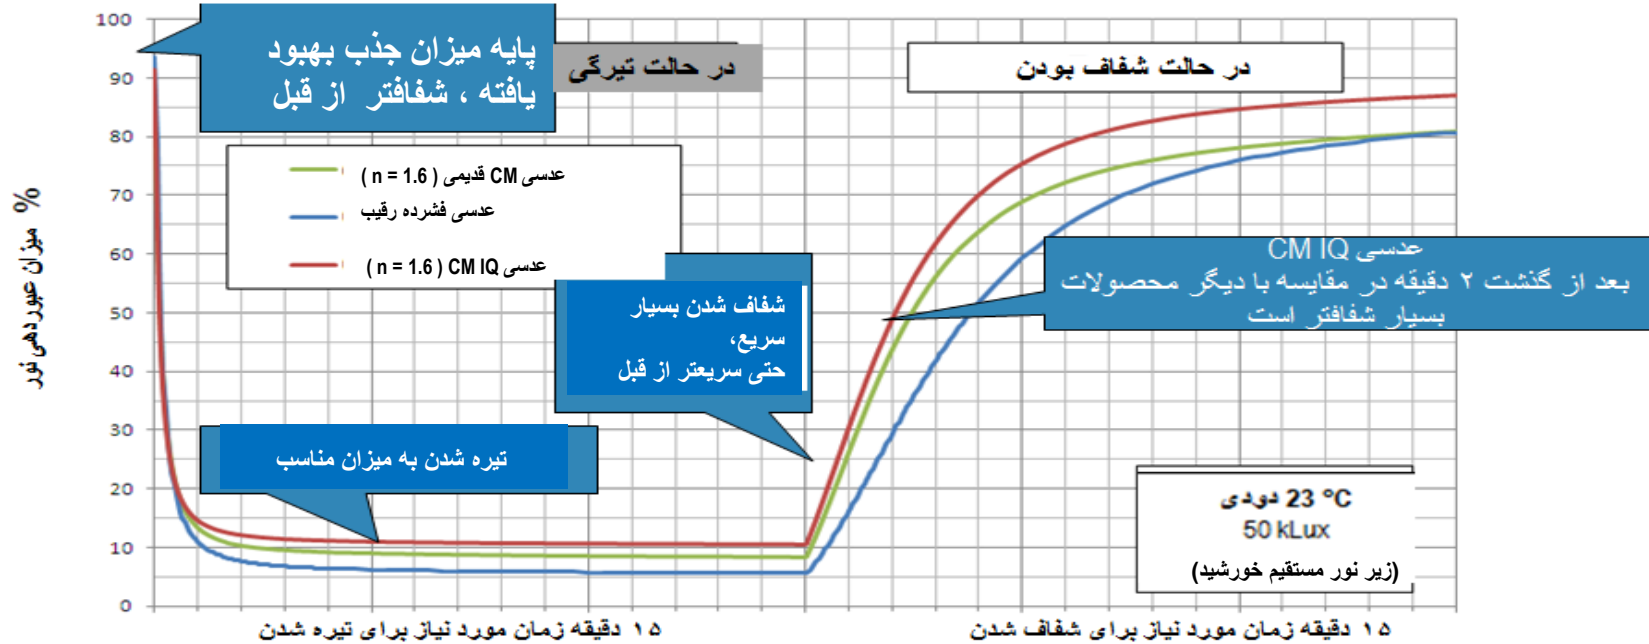 100
90
80
70
60
50
40
30
20
10
0
میزان عبوردهی نور %
پایه میزان جذب بهبود
یافته ، شفافتر از قبل
در حالت تیرگی
در حالت شفاف بودن
عدسی CM قدیمی ( n = 1.6 )
عدسی فشرده رقیب
عدسی CM IQ ( n = 1.6 )
شفاف شدن بسیار
سریع،
حتی سریعتر از قبل
عدسی CM IQ
بعد از گذشت ۲ دقیقه در مقایسه با دیگر محصولات
بسیار شفافتر است
تیره شدن به میزان مناسب
23 °C دودی
50 kLux
(زیر نور مستقیم خورشید)
۱۵ دقیقه زمان مورد نیاز برای تیره شدن
۱۵ دقیقه زمان مورد نیاز برای شفاف شدن